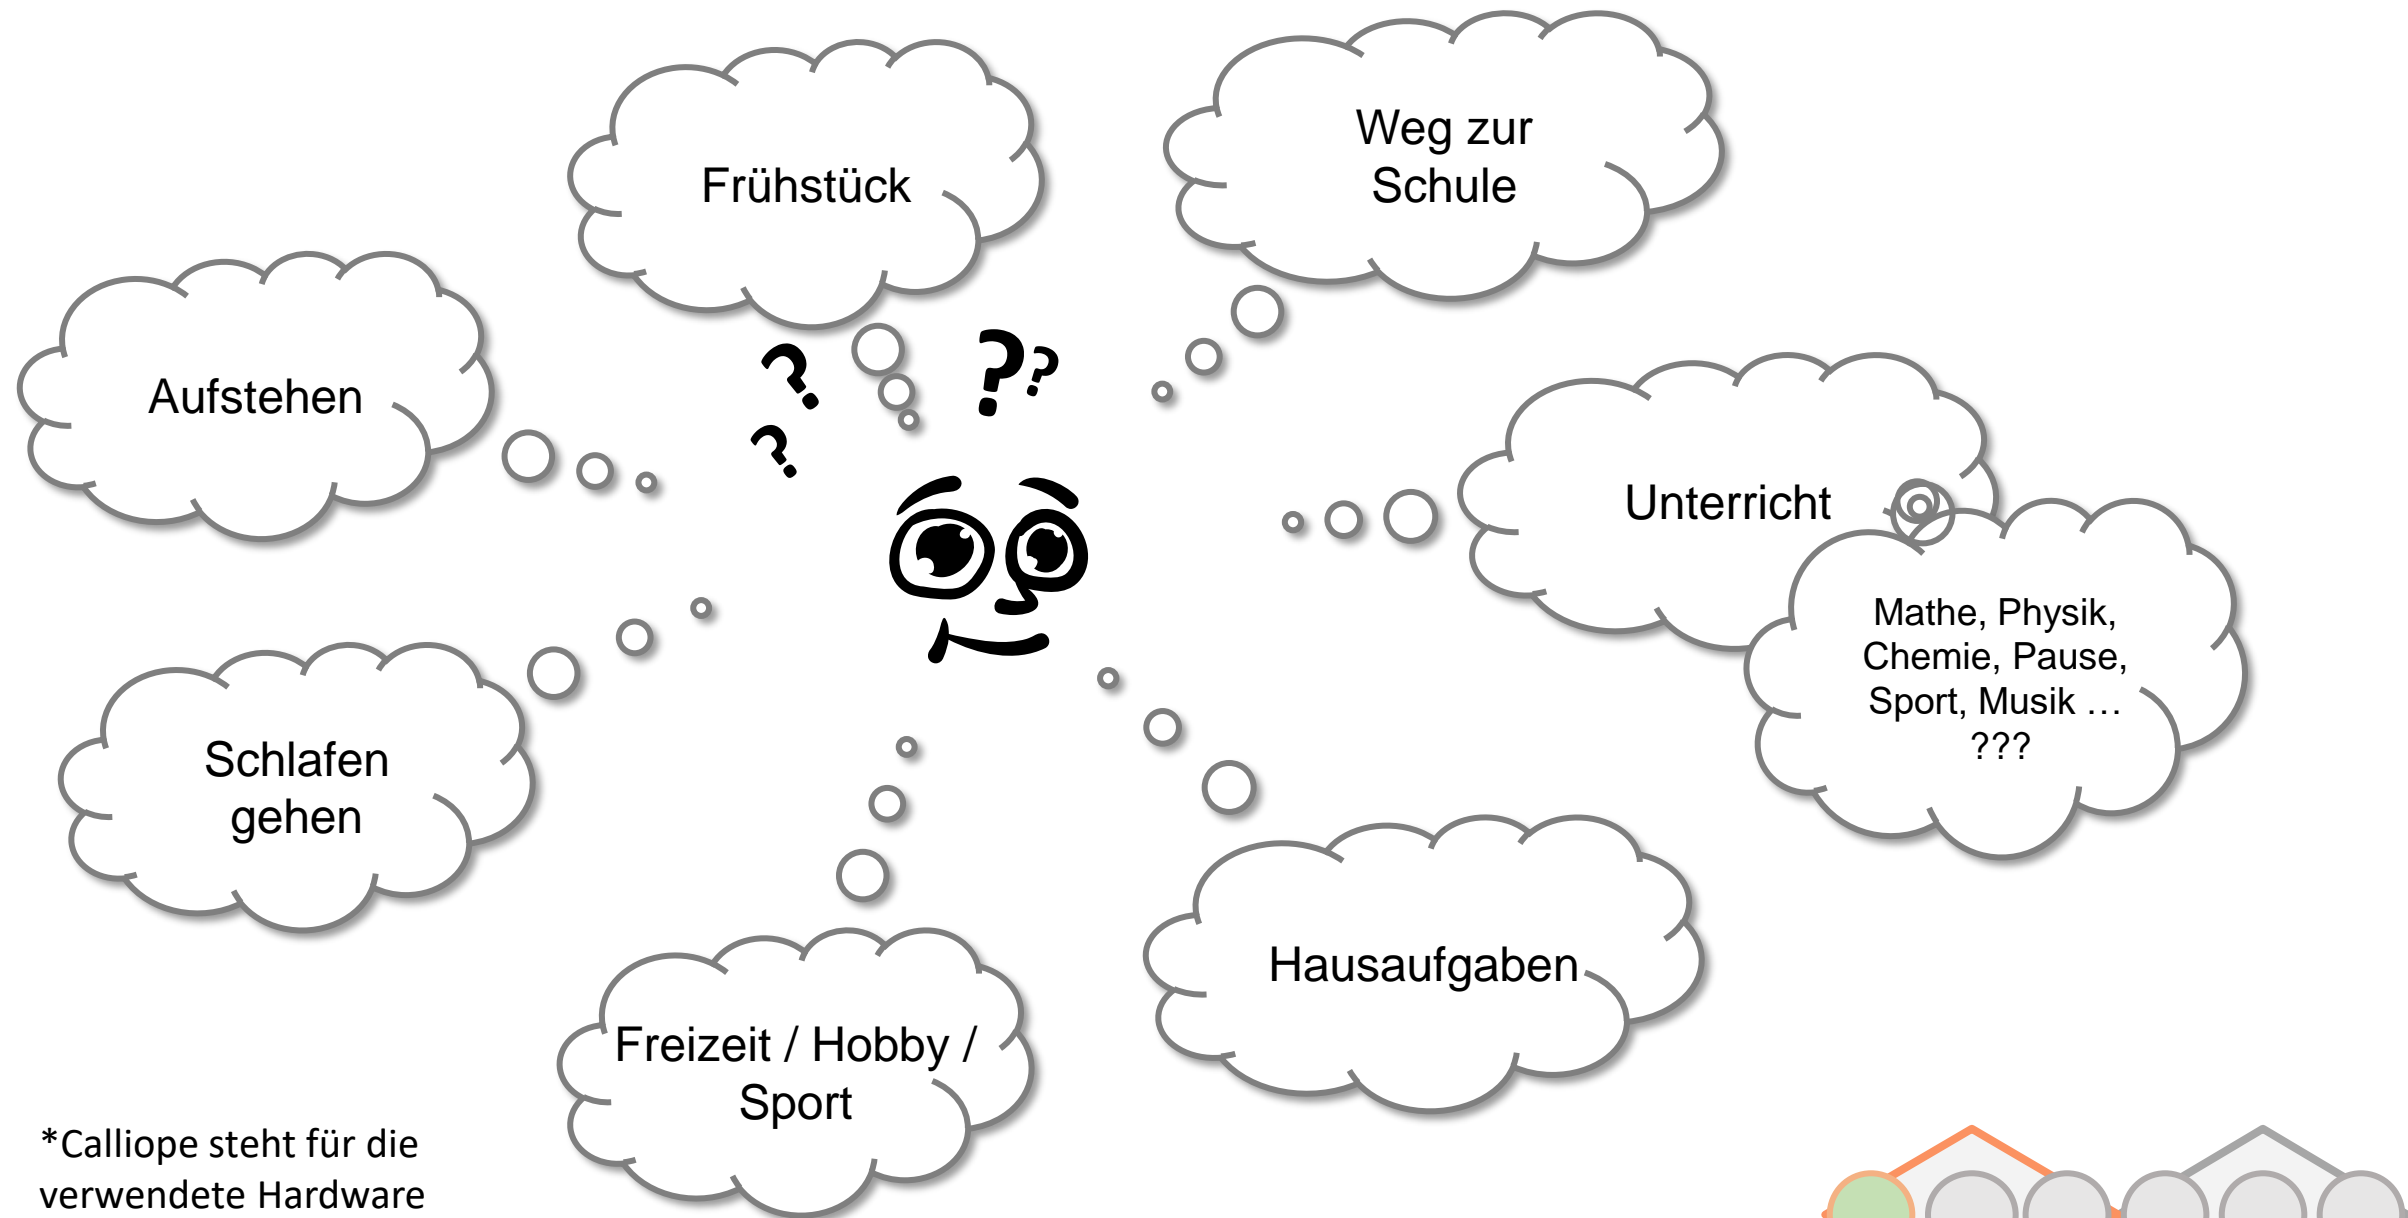 Frühstück
Weg zur
Schule
Aufstehen
Unterricht
Mathe, Physik,
Chemie, Pause,
Sport, Musik …
???
Schlafen
gehen
Hausaufgaben
Freizeit / Hobby /
Sport
*Calliope steht für die
verwendete Hardware
? ? ? ?